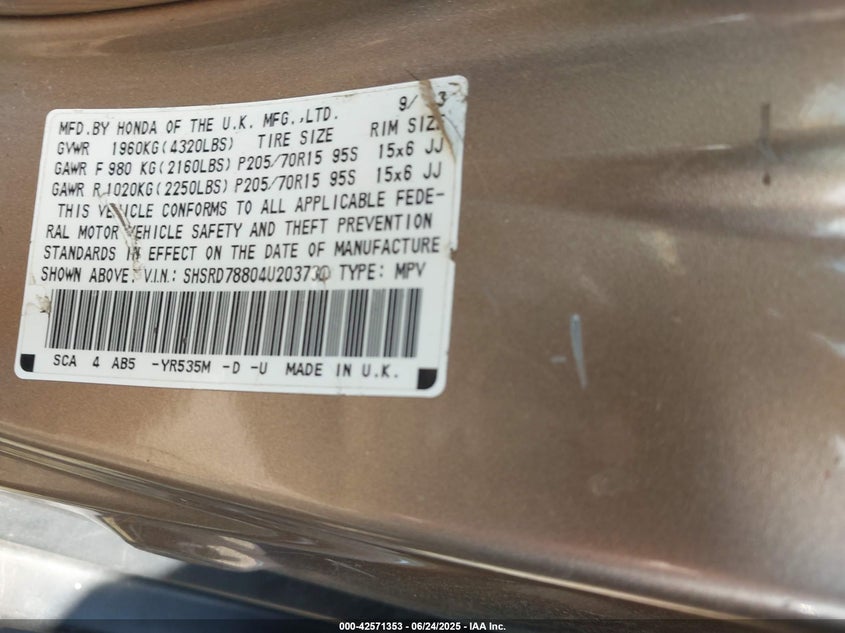 MFD.BY HONDA OF THE U.K. MFG.,LTD.
GVWR 1960KG(4320LBS) TIRE SIZE RIM SIZE
GAWR F 980 KG(2160LBS) P205/70R15 95S 15x6 JJ
GAWR R 1020KG(2250LBS) P205/70R15 95S 15x6 JJ
THIS VEHICLE CONFORMS TO ALL APPLICABLE FEDE-
RAL MOTOR VEHICLE SAFETY AND THEFT PREVENTION
STANDARDS IN EFFECT ON THE DATE OF MANUFACTURE
SHOWN ABOVE. V.I.N.: TYPE: MPV
SCA 4 AB5 -YR535M -D -U MADE IN U.K.
000-42571353 - 06/24/2025 - IAA Inc.